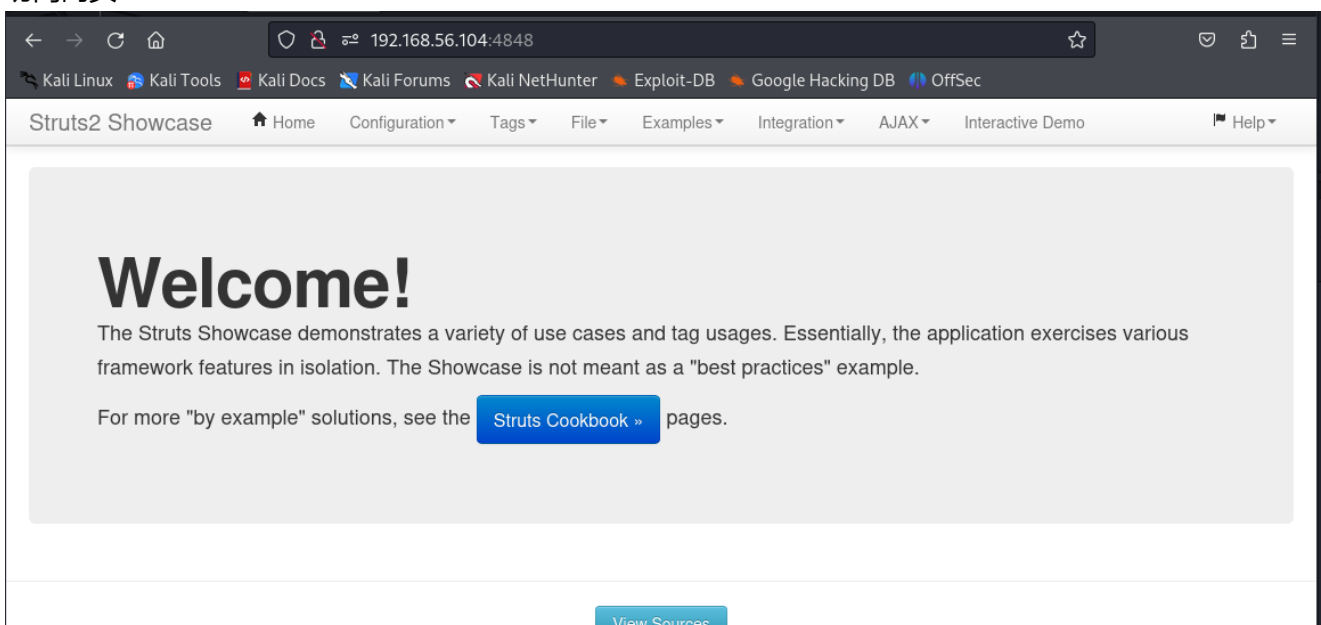 192.168.56.104:4848
Kali Linux Kali Tools Kali Docs Kali Forums Kali NetHunter Exploit-DB Google Hacking DB OffSec
Struts2 Showcase Home Configuration Tags File Examples Integration AJAX Interactive Demo Help
Welcome!
The Struts Showcase demonstrates a variety of use cases and tag usages. Essentially, the application exercises various
framework features in isolation. The Showcase is not meant as a "best practices" example.
For more "by example" solutions, see the Struts Cookbook » pages.
View Sources